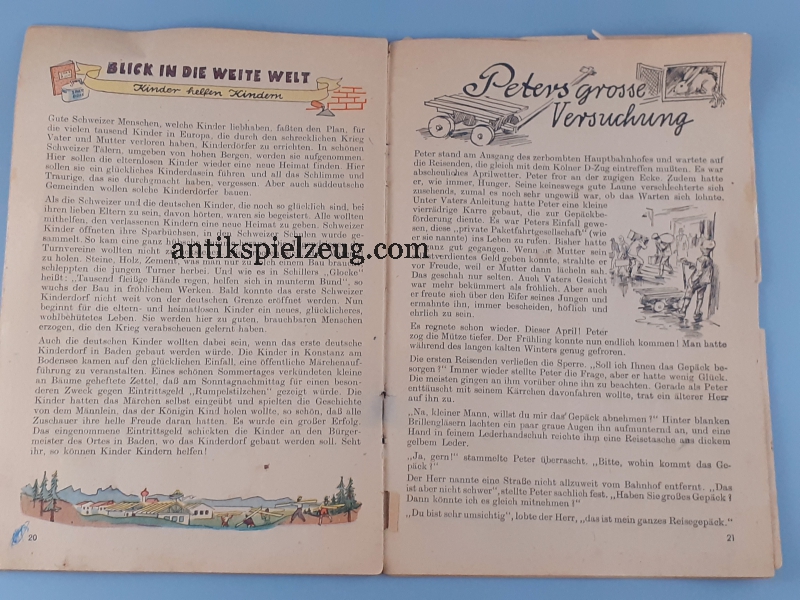 BLICK IN DIE WEITE WELT
Kinder helfen Kindern
Gute Schweizer Menschen, welche Kinder liebhaben, faßten den Plan, für
die vielen tausend Kinder in Europa, die durch den schrecklichen Krieg
Vater und Mutter verloren haben, Kinderdörfer zu errichten. In schönen
Schweizer Tälern, umgeben von hohen Bergen, werden sie aufgenommen.
Hier sollen die elternlosen Kinder wieder eine neue Heimat finden. Hier
sollen sie ein glückliches Kinderdasein führen und all das Schlimme und
Traurige, das sie durchgemacht haben, vergessen. Aber auch süddeutsche
Gemeinden wollen solche Kinderdörfer bauen.
Als die Schweizer und die deutschen Kinder, die noch so glücklich sind, bei
ihren lieben Eltern zu sein, davon hörten, waren sie begeistert. Alle wollten
mithelfen, den verlassenen Kindern eine neue Heimat zu geben. Schweizer
Kinder öffneten ihre Sparbüchsen, in den Schweizer Schulen wurde ge-
sammelt. So kam eine ganz hübsche
Turnvereine wollten nicht
zu holen. Steine, Holz, Zement, was man nur zu solch einem Bau braucht,
schleppten die jungen Turner herbei. Und wie es in Schillers „Glocke"
heißt: „Tausend fleißge Hände regen, helfen sich in munterm Bund", so
wuchs der Bau in fröhlichem Werken. Bald konnte das erste Schweizer
Kinderdorf nicht weit von der deutschen Grenze eröffnet werden. Nun
beginnt für die eltern- und heimatlosen Kinder ein neues, glückliches,
wohlbehütetes Leben. Sie werden hier zu guten, brauchbaren Menschen
erzogen, die den Krieg verabscheuen gelernt haben.
Auch die deutschen Kinder wollten dabei sein, wenn das erste deutsche
Kinderdorf in Baden gebaut werden würde. Die Kinder in Konstanz am
Bodensee kamen auf den glücklichen Einfall, eine öffentliche Märchenauf-
führung zu veranstalten. Eines schönen Sommertages verkündeten kleine
an Bäume geheftete Zettel, daß am Sonntagnachmittag für einen beson-
deren Zweck gegen Eintrittsgeld „Rumpelstilzchen" gezeigt würde. Die
Kinder hatten das Märchen selbst eingeübt und spielten die Geschichte
von dem Männlein, das der Königin Kind holen wollte, so schön, daß alle
Zuschauer ihre helle Freude daran hatten. Es wurde ein großer Erfolg.
Das eingenommene Eintrittsgeld schickten die Kinder an den Bürger-
meister des Ortes in Baden, wo das Kinderdorf gebaut werden soll. Seht
ihr, so können Kinder Kindern helfen!
20
Peters grosse
Versuchung
Peter stand am Ausgang des zerbombten Hauptbahnhofes und wartete auf
die Reisenden, die gleich mit dem Kölner D-Zug eintreffen mußten. Es war
abscheuliches Aprilwetter. Peter fror an der zugigen Ecke. Zudem hatte
er, wie immer, Hunger. Seine keineswegs gute Laune verschlechterte sich
zusehends, zumal es noch sehr ungewiß war, ob das Warten sich lohnte.
Unter Vaters Anleitung hatte Peter eine kleine
vierrädrige Karre gebaut, die zur Gepäckbe-
förderung diente. Es war Peters Einfall gewe-
sen, diese „private Paketfahrtgesellschaft" (wie
er sie nannte) ins Leben zu rufen. Bisher hatte
ganz gut gegangen. Wenn er Mutter sein
selbstverdientes Geld geben konnte, strahlte er
vor Freude, weil er Mutter dann lächeln sah.
Das geschah nur selten. Auch Vaters Gesicht
war mehr bekümmert als fröhlich. Aber auch
er freute sich über den Eifer seines Jungen und
ermahnte ihn, immer bescheiden, höflich und
ehrlich zu sein.
Es regnete schon wieder. Dieser April! Peter
zog die Mütze tiefer. Der Frühling konnte nun endlich kommen! Man hatte
während des langen kalten Winters genug gefroren.
Die ersten Reisenden verließen die Sperre. „Soll ich Ihnen das Gepäck be-
sorgen?" Immer wieder stellte Peter die Frage, aber er hatte wenig Glück.
Die meisten gingen an ihm vorüber ohne ihn zu beachten. Gerade als Peter
enttäuscht mit seinem Kärrchen davonfahren wollte, trat ein älterer Herr
auf ihn zu.
„Na, kleiner Mann, willst du mir das Gepäck abnehmen?" Hinter blanken
Brillengläsern lachten ein paar graue Augen ihn aufmunternd an, und eine
Hand in feinem Lederhandschuh reichte ihm eine Reisetasche aus dickem
gelbem Leder.
„Ja, gern!" stammelte Peter überrascht. „Bitte, wohin kommt das Ge-
päck?"
Der Herr nannte eine Straße nicht allzuweit vom Bahnhof entfernt. „Das
ist aber nicht schwer", stellte Peter sachlich fest. „Haben Sie großes Gepäck?
Dann könnte ich es gleich mitnehmen!"
„Du bist sehr umsichtig", lobte der Herr, „das ist mein ganzes Reisegepäck."
21
antikspielzeug.com